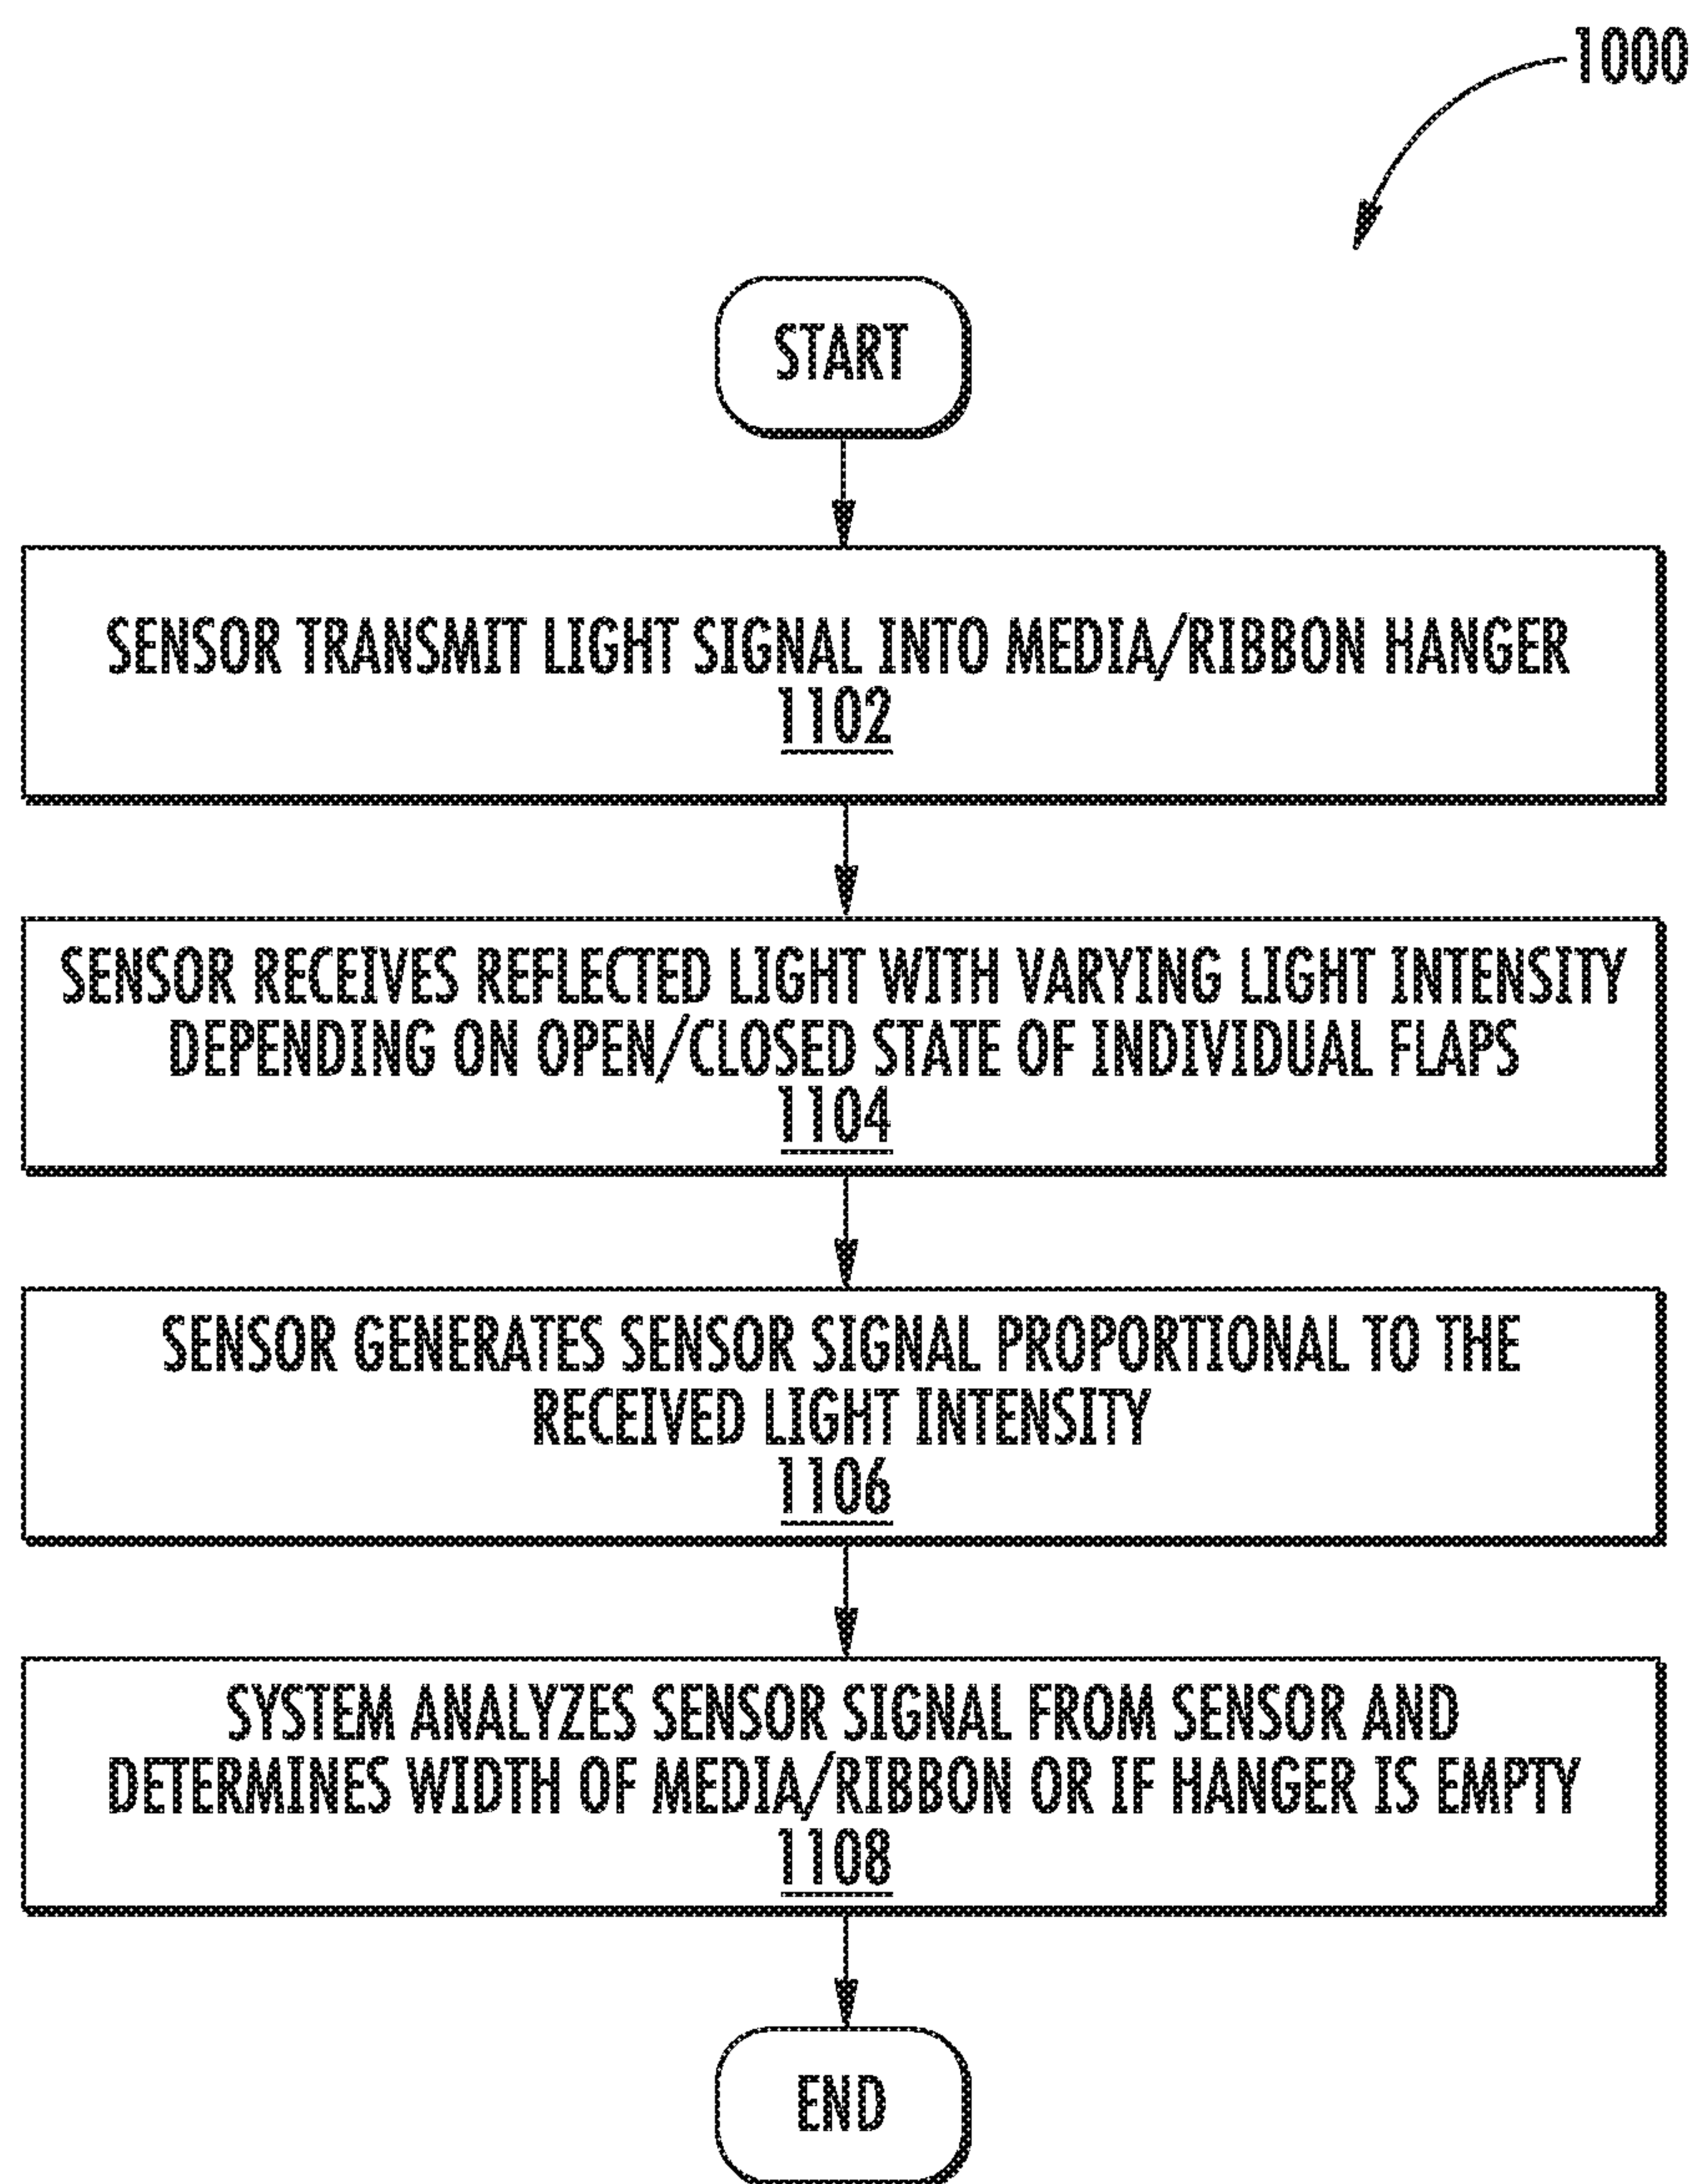 1000
START
SENSOR TRANSMIT LIGHT SIGNAL INTO MEDIA/RIBBON HANGER
1102
SENSOR RECEIVES REFLECTED LIGHT WITH VARYING LIGHT INTENSITY
DEPENDING ON OPEN/CLOSED STATE OF INDIVIDUAL FLAPS
1104
SENSOR GENERATES SENSOR SIGNAL PROPORTIONAL TO THE
RECEIVED LIGHT INTENSITY
1106
SYSTEM ANALYZES SENSOR SIGNAL FROM SENSOR AND
DETERMINES WIDTH OF MEDIA/RIBBON OR IF HANGER IS EMPTY
1108
END